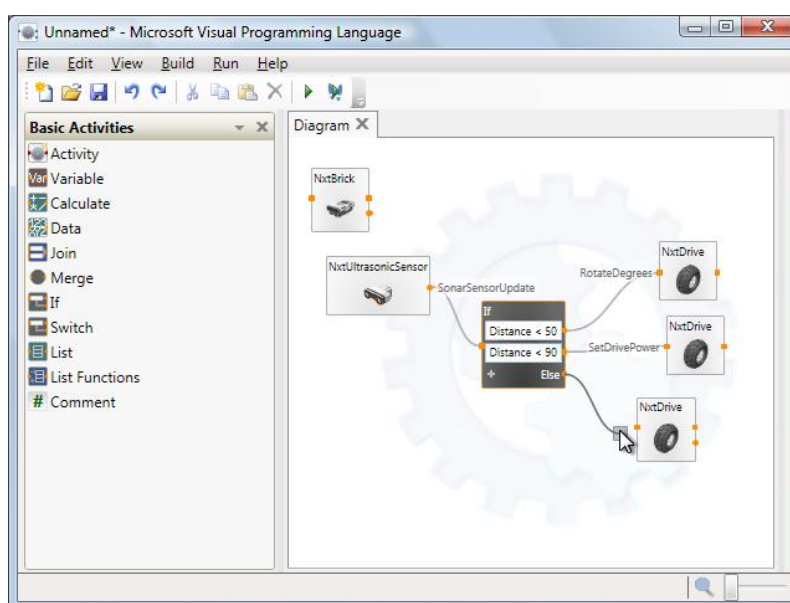 Unnamed* - Microsoft Visual Programming Language
File Edit View Build Run Help
Basic Activities
Activity
Var Variable
Calculate
Data
Join
Merge
If
Switch
List
List Functions
# Comment
Diagram
NxtBrick
NxtUltrasonicSensor
SonarSensorUpdate
If
Distance < 50
Distance < 90
+ Else
RotateDegrees
NxtDrive
SetDrivePower
NxtDrive
NxtDrive